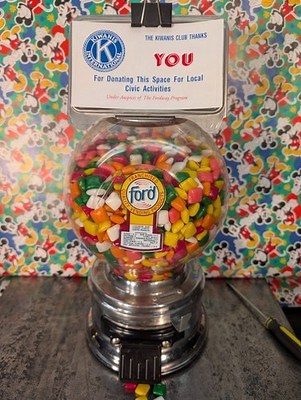 THE KIWANIS CLUB THANKS
KIWANIS
K
INTERNATIONAL
YOU
For Donating This Space For Local
Civic Activities
Under Auspices of The Fordway Program
Ford
1